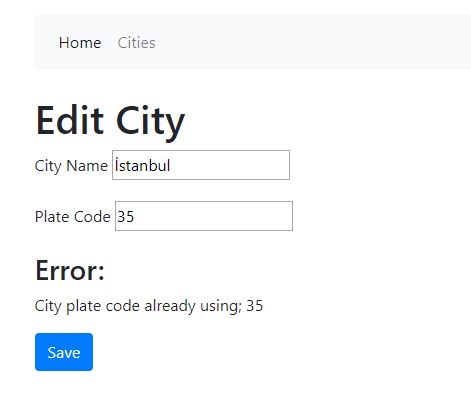 Home Cities
Edit City
City Name İstanbul
Plate Code 35
Error:
City plate code already using; 35
Save